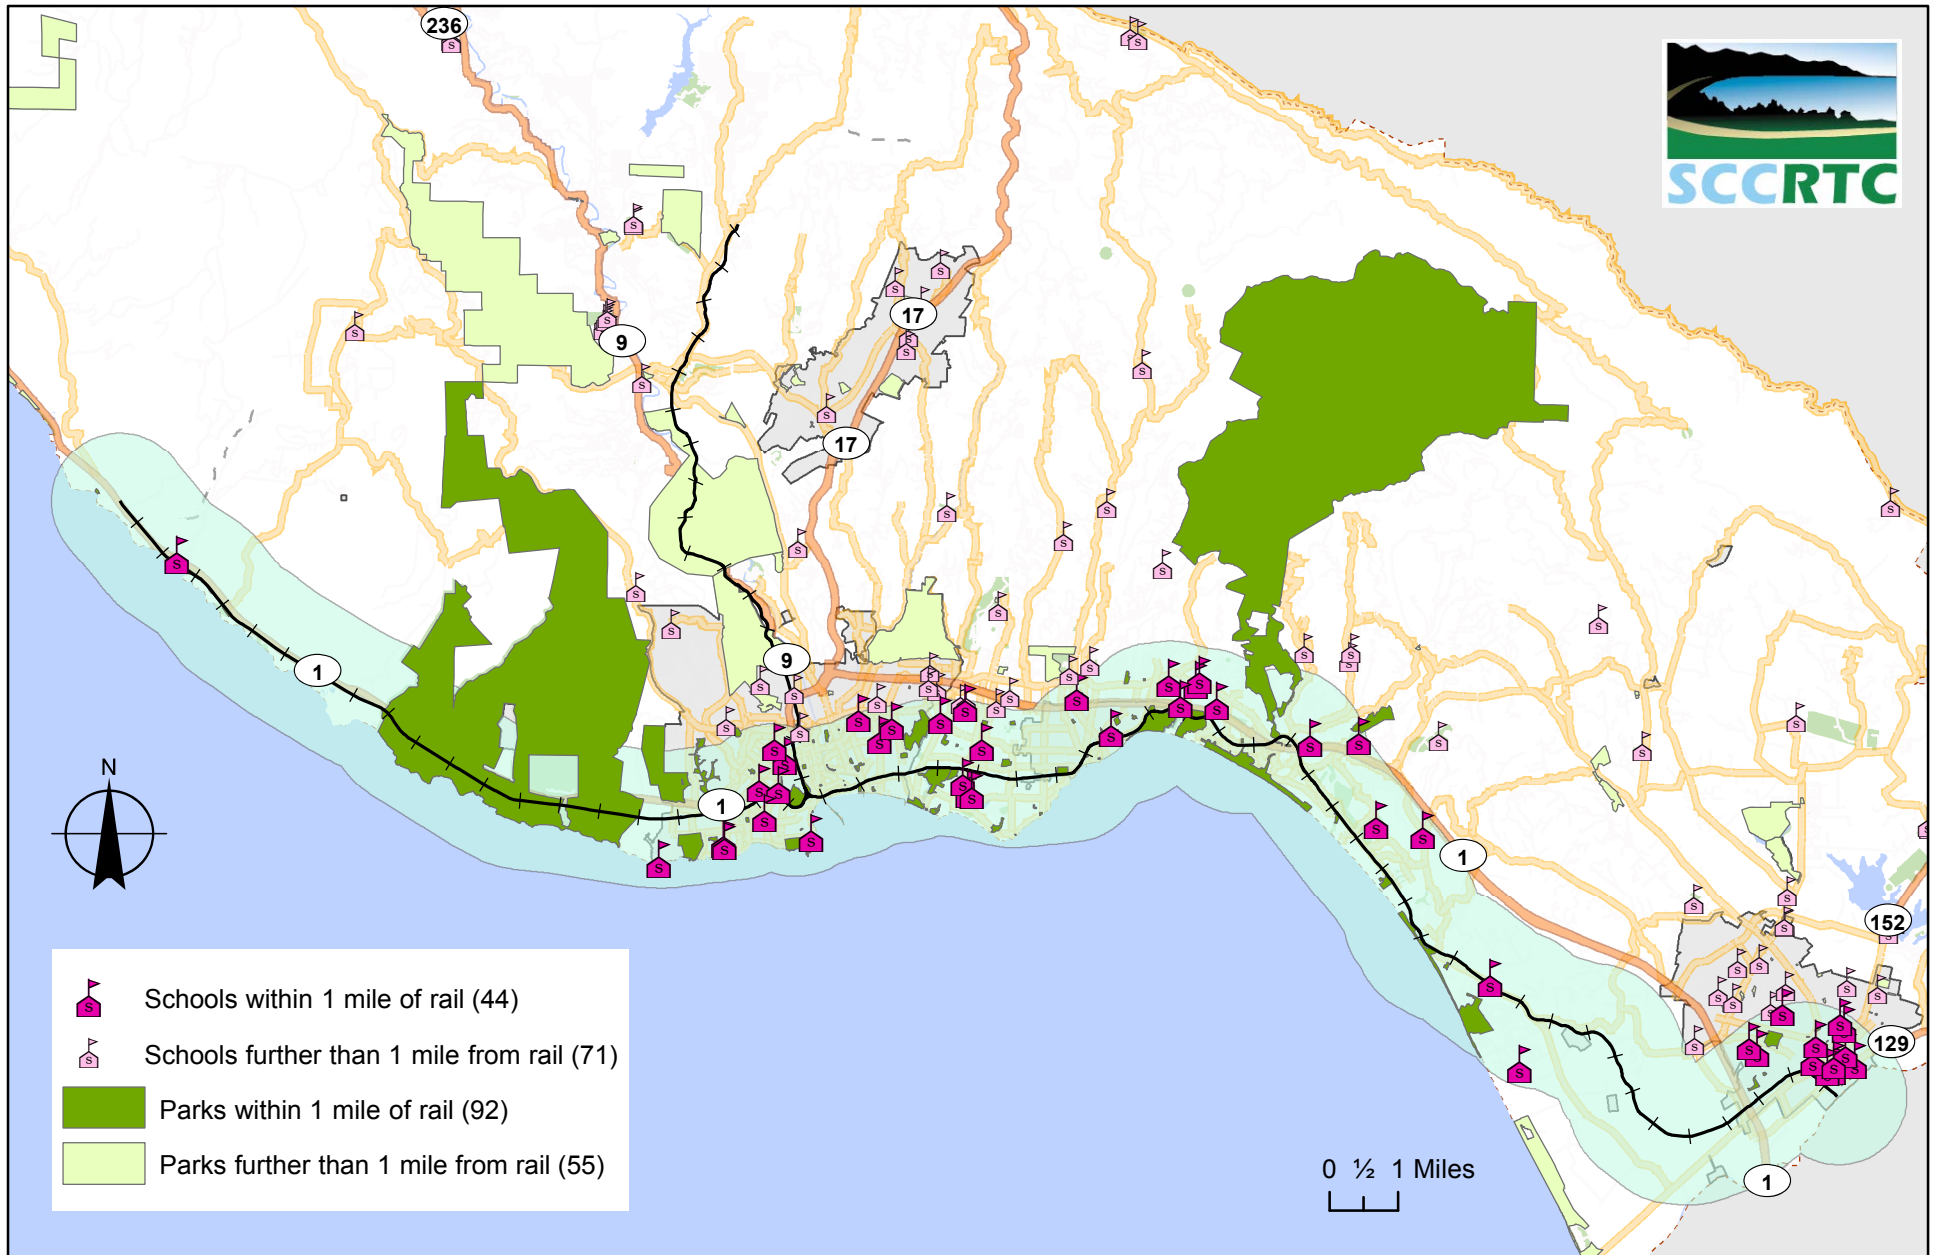 236
SCCRTC
17
9
17
9
1
1
1
152
129
1
N
Schools within 1 mile of rail (44)
Schools further than 1 mile from rail (71)
Parks within 1 mile of rail (92)
Parks further than 1 mile from rail (55)
0 ½ 1 Miles